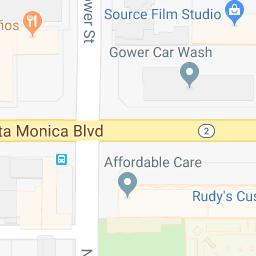 Source Film Studio
ños
Gower Car Wash
ower St
ta Monica Blvd
2
Affordable Care
Rudy's Cus
N